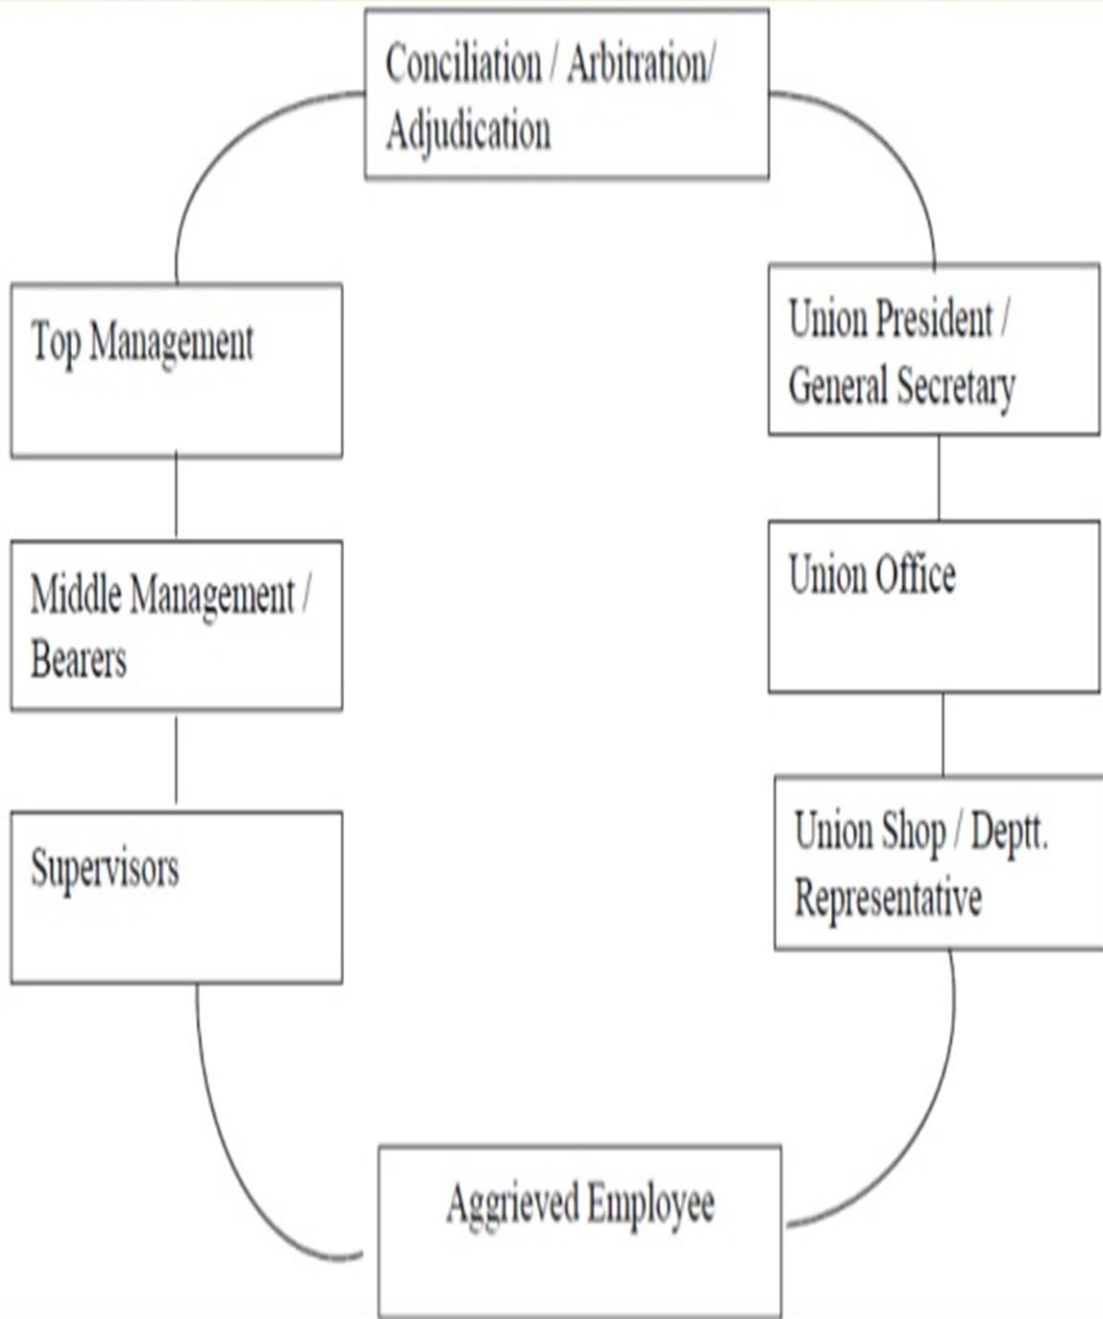 Conciliation / Arbitration/
Adjudication
Top Management
Union President /
General Secretary
Middle Management /
Bearers
Union Office
Supervisors
Union Shop / Deptt.
Representative
Aggrieved Employee